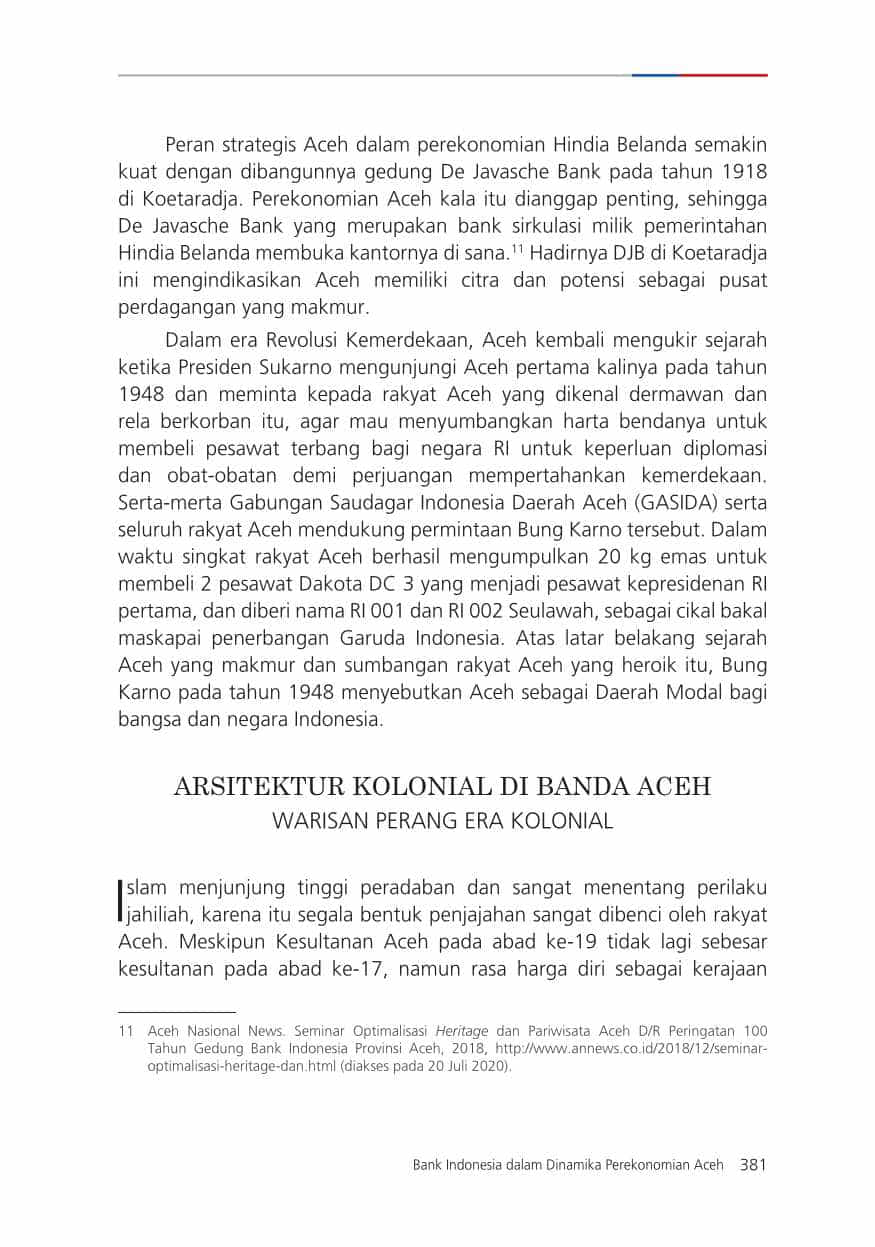 Peran strategis Aceh dalam perekonomian Hindia Belanda semakin
kuat dengan dibangunnya gedung De Javasche Bank pada tahun 1918
di Koetaradja. Perekonomian Aceh kala itu dianggap penting, sehingga
De Javasche Bank yang merupakan bank sirkulasi milik pemerintahan
Hindia Belanda membuka kantornya di sana.11 Hadirnya DJB di Koetaradja
ini mengindikasikan Aceh memiliki citra dan potensi sebagai pusat
perdagangan yang makmur.
Dalam era Revolusi Kemerdekaan, Aceh kembali mengukir sejarah
ketika Presiden Sukarno mengunjungi Aceh pertama kalinya pada tahun
1948 dan meminta kepada rakyat Aceh yang dikenal dermawan dan
rela berkorban itu, agar mau menyumbangkan harta bendanya untuk
membeli pesawat terbang bagi negara RI untuk keperluan diplomasi
dan obat-obatan demi perjuangan mempertahankan kemerdekaan.
Serta-merta Gabungan Saudagar Indonesia Daerah Aceh (GASIDA) serta
seluruh rakyat Aceh mendukung permintaan Bung Karno tersebut. Dalam
waktu singkat rakyat Aceh berhasil mengumpulkan 20 kg emas untuk
membeli 2 pesawat Dakota DC 3 yang menjadi pesawat kepresidenan RI
pertama, dan diberi nama RI 001 dan RI 002 Seulawah, sebagai cikal bakal
maskapai penerbangan Garuda Indonesia. Atas latar belakang sejarah
Aceh yang makmur dan sumbangan rakyat Aceh yang heroik itu, Bung
Karno pada tahun 1948 menyebutkan Aceh sebagai Daerah Modal bagi
bangsa dan negara Indonesia.
ARSITEKTUR KOLONIAL DI BANDA ACEH
WARISAN PERANG ERA KOLONIAL
Islam menjunjung tinggi peradaban dan sangat menentang perilaku
jahiliah, karena itu segala bentuk penjajahan sangat dibenci oleh rakyat
Aceh. Meskipun Kesultanan Aceh pada abad ke-19 tidak lagi sebesar
kesultanan pada abad ke-17, namun rasa harga diri sebagai kerajaan
11 Aceh Nasional News. Seminar Optimalisasi Heritage dan Pariwisata Aceh D/R Peringatan 100
Tahun Gedung Bank Indonesia Provinsi Aceh, 2018, http://www.annews.co.id/2018/12/seminar-
optimalisasi-heritage-dan.html (diakses pada 20 Juli 2020).
Bank Indonesia dalam Dinamika Perekonomian Aceh 381